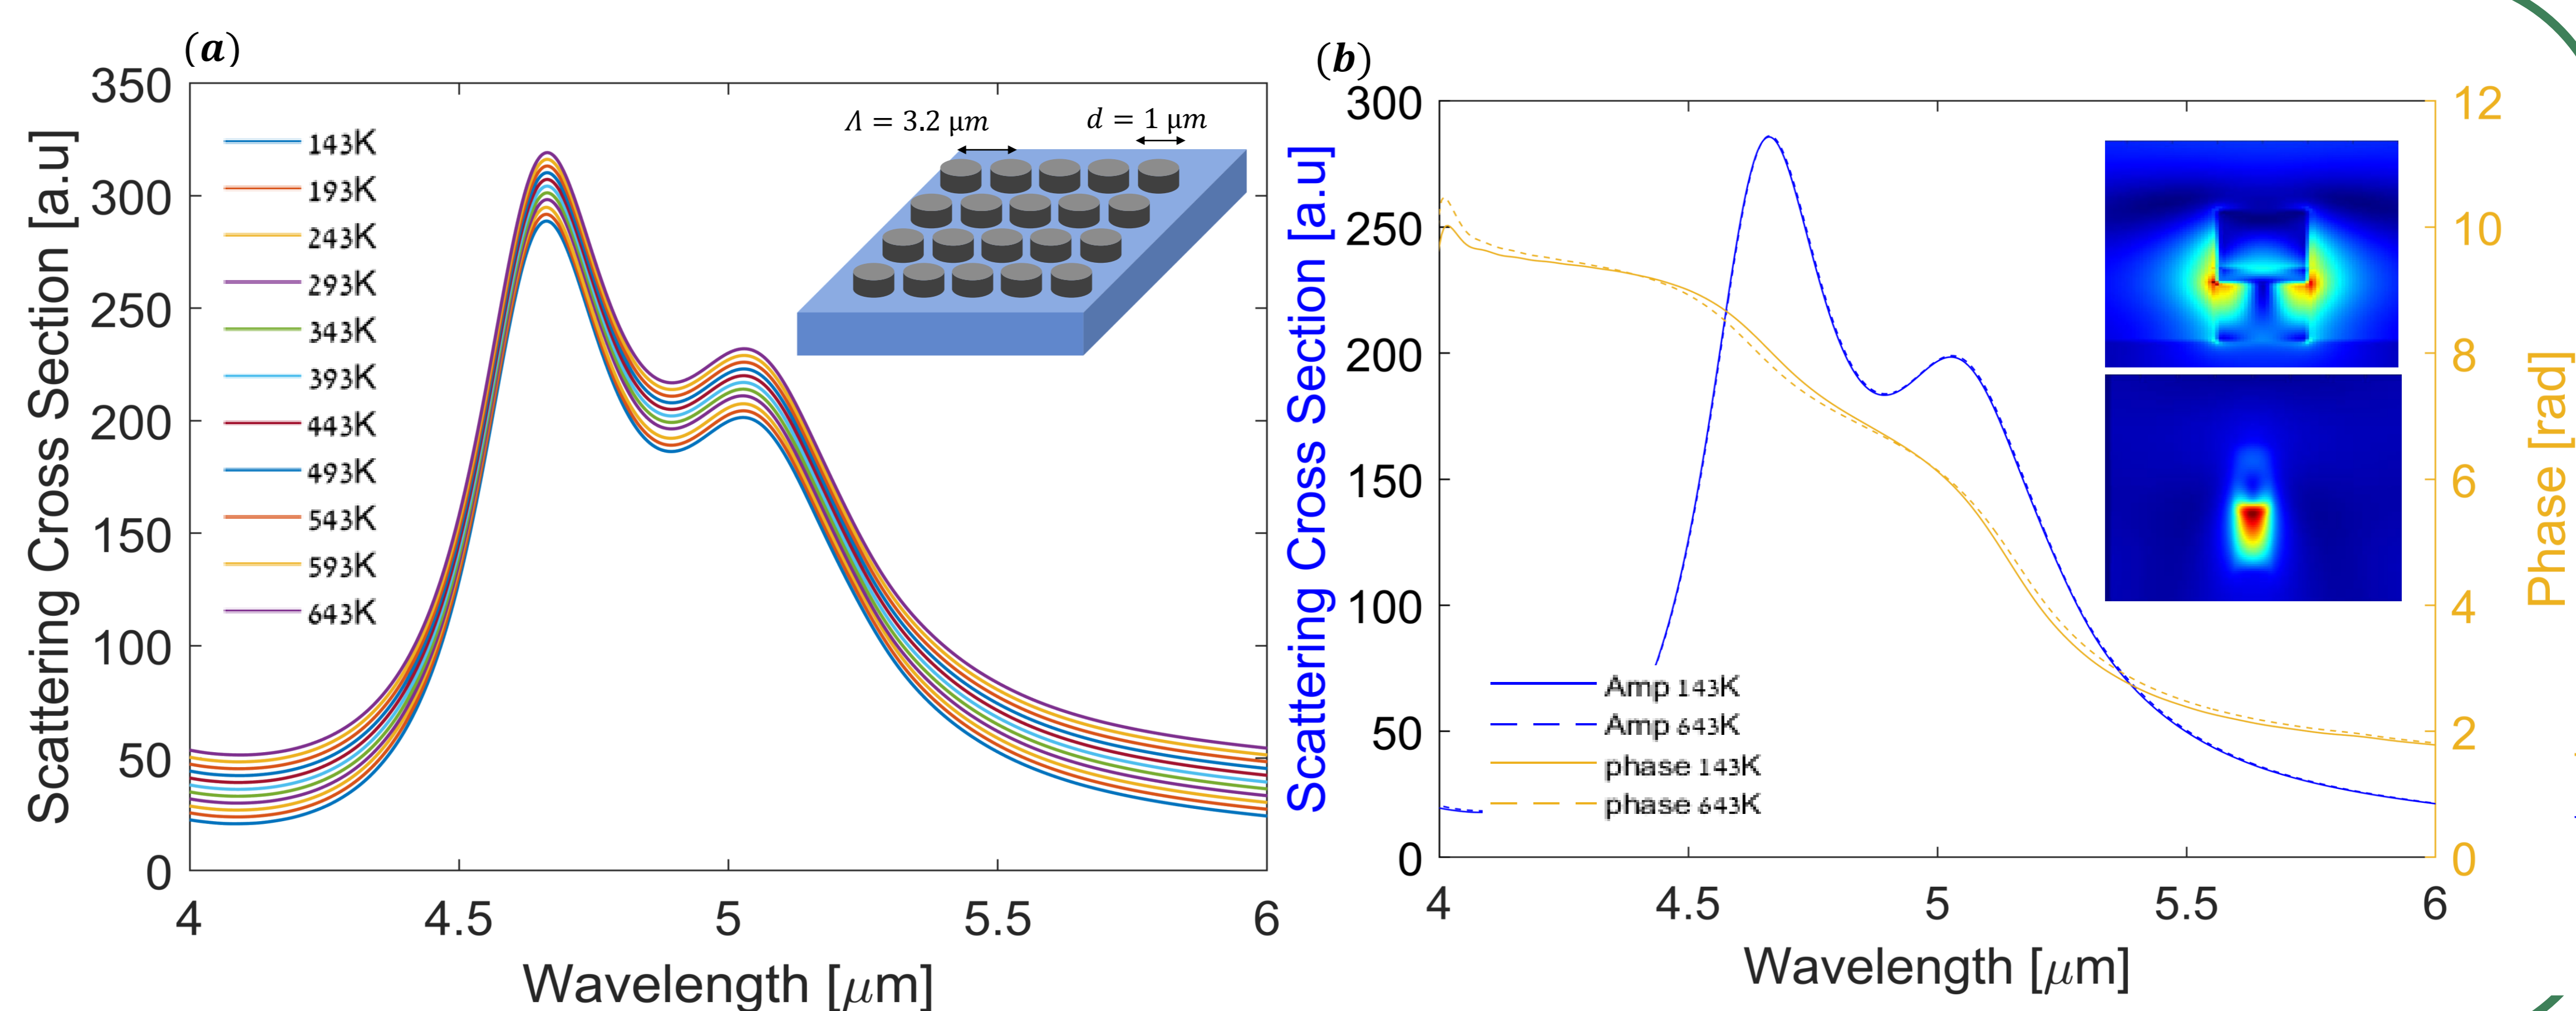 (a)
Scattering Cross Section [a.u]
350
300
250
200
150
100
50
0
143K
193K
243K
293K
343K
393K
443K
493K
543K
593K
643K
Λ = 3.2 μm
d = 1 μm
4 4.5 5 5.5 6
Wavelength [μm]
(b)
Scattering Cross Section [a.u]
300
250
200
150
100
50
0
Amp 143K
Amp 643K
phase 143K
phase 643K
12
10
8
6
4
2
0
Phase [rad]
4 4.5 5 5.5 6
Wavelength [μm]